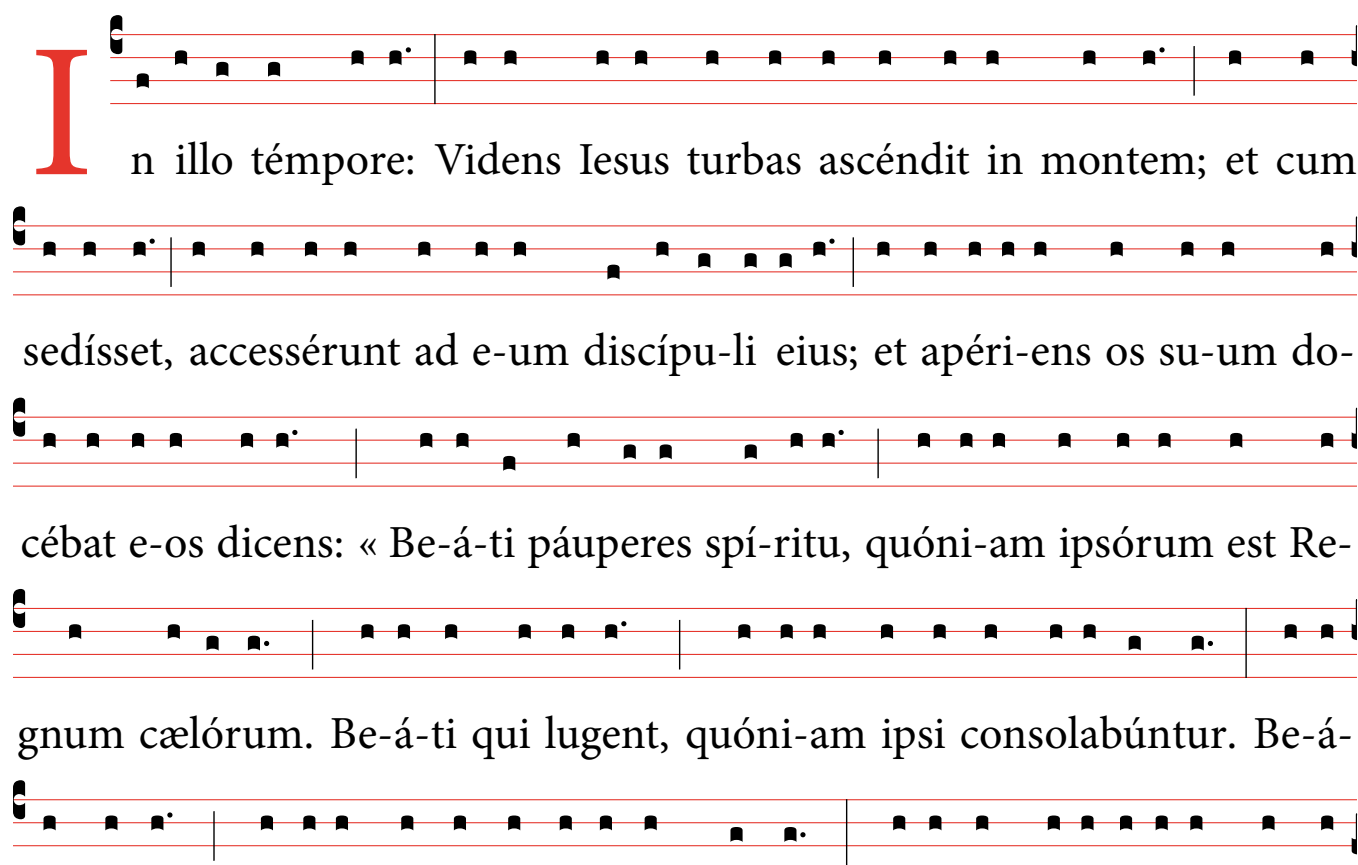 In illo témpore: Videns Iesus turbas ascéndit in montem; et cum
sedísset, accessérunt ad e-um discípu-li eius; et apéri-ens os su-um do-
cébat e-os dicens: « Be-á-ti páuperes spí-ritu, quóni-am ipsórum est Re-
gnum cælórum. Be-á-ti qui lugent, quóni-am ipsi consolabúntur. Be-á-